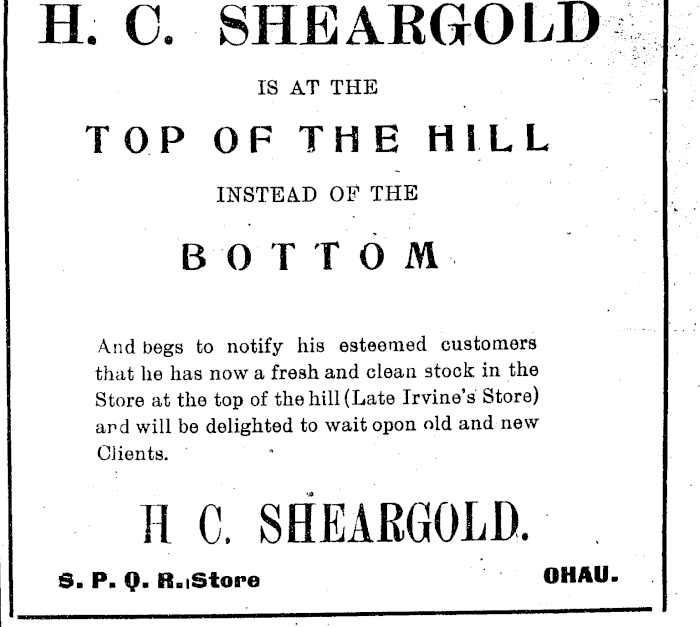 H. C. SHEARGOLD
IS AT THE
TOP OF THE HILL
INSTEAD OF THE
BOTTOM
And begs to notify his esteemed customers
that he has now a fresh and clean stock in the
Store at the top of the hill (Late Irvine's Store)
and will be delighted to wait opon old and new
Clients.
H C. SHEARGOLD.
S. P. Q. R. Store OHAU.